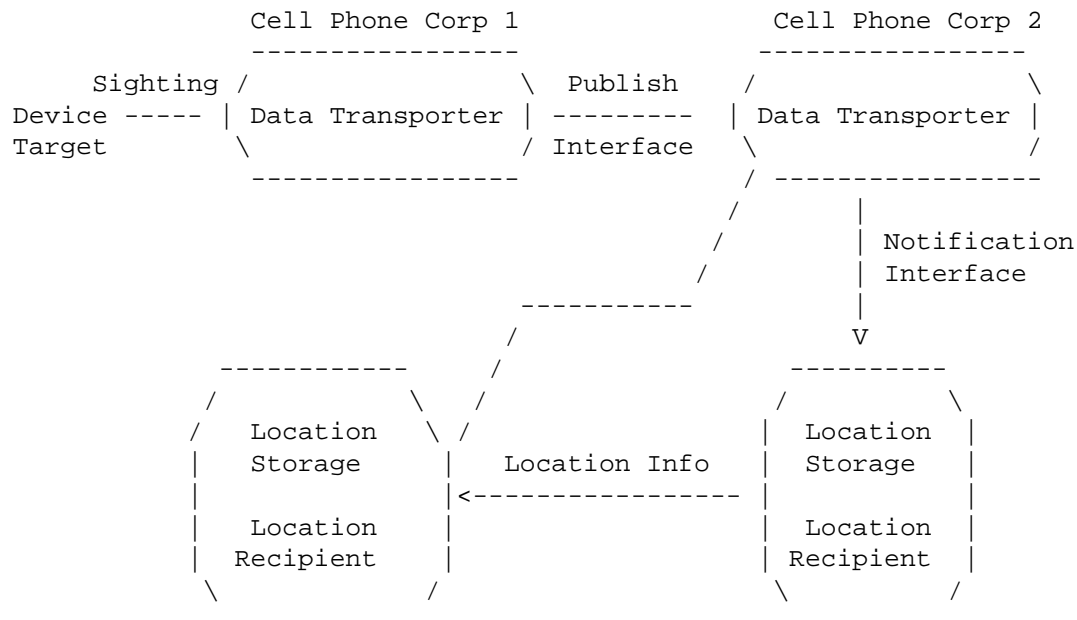 Cell Phone Corp 1 Cell Phone Corp 2
Sighting Publish
Device Data Transporter Data Transporter
Target Interface
Notification
Interface
Location Location
Storage Location Info Storage
Location Location
Recipient Recipient